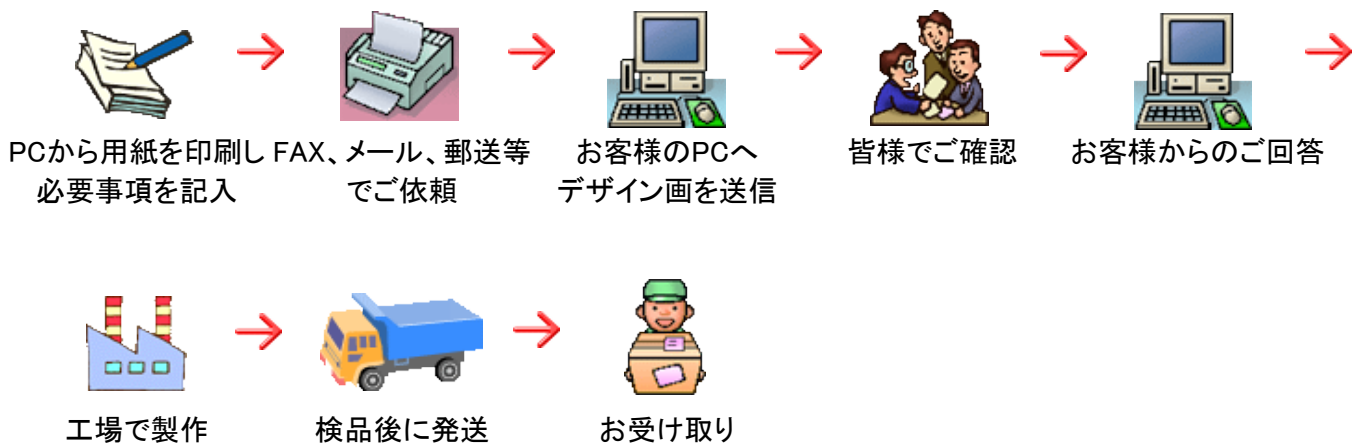 PCから用紙を印刷し
必要事項を記入
FAX、メール、郵送等
でご依頼
お客様のPCへ
デザイン画を送信
皆様でご確認
お客様からのご回答
工場で製作
検品後に発送
お受け取り